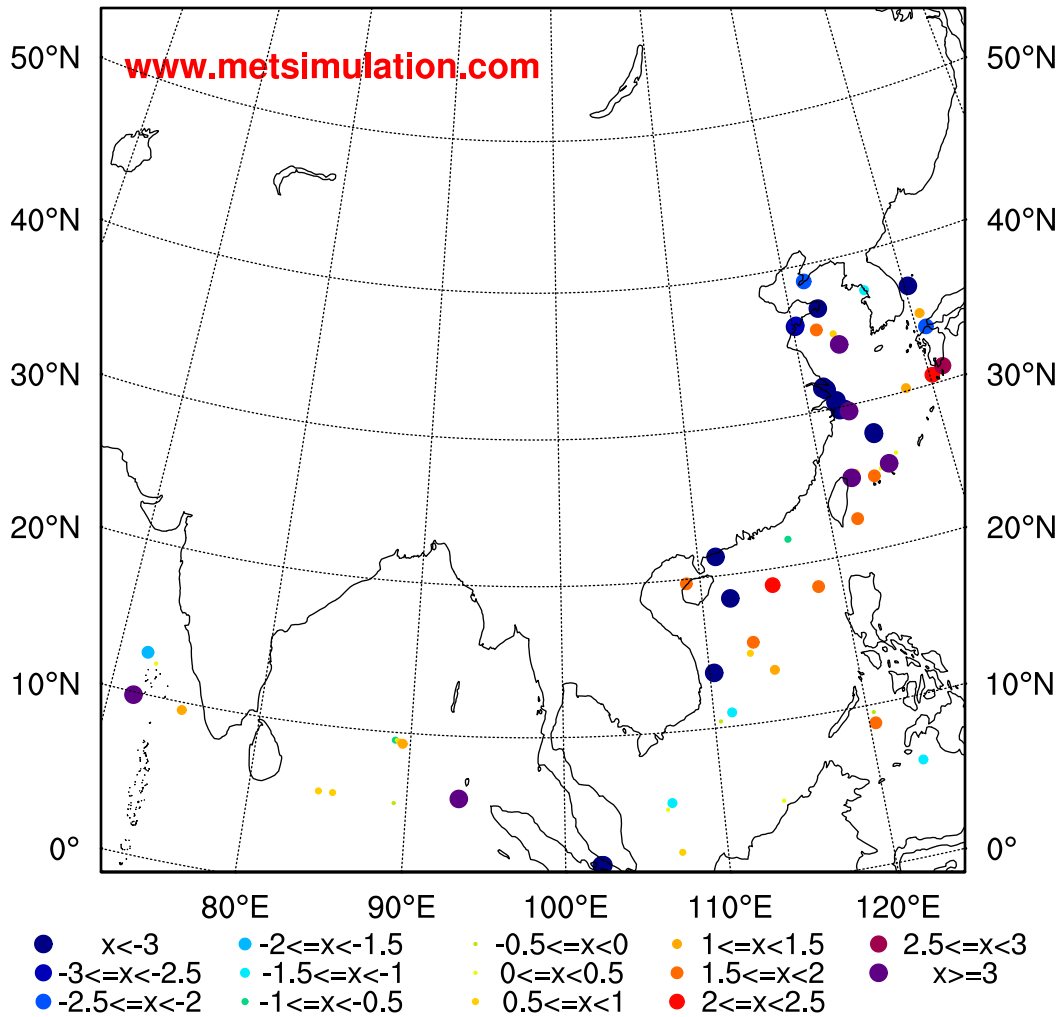 www.metsimulation.com
50°N 50°N
40°N 40°N
30°N 30°N
20°N 20°N
10°N 10°N
0° 0°
80°E 90°E 100°E 110°E 120°E
x<-3 -2<=x<-1.5 -0.5<=x<0 1<=x<1.5 2.5<=x<3
-3<=x<-2.5 -1.5<=x<-1 0<=x<0.5 1.5<=x<2 x>=3
-2.5<=x<-2 -1<=x<-0.5 0.5<=x<1 2<=x<2.5